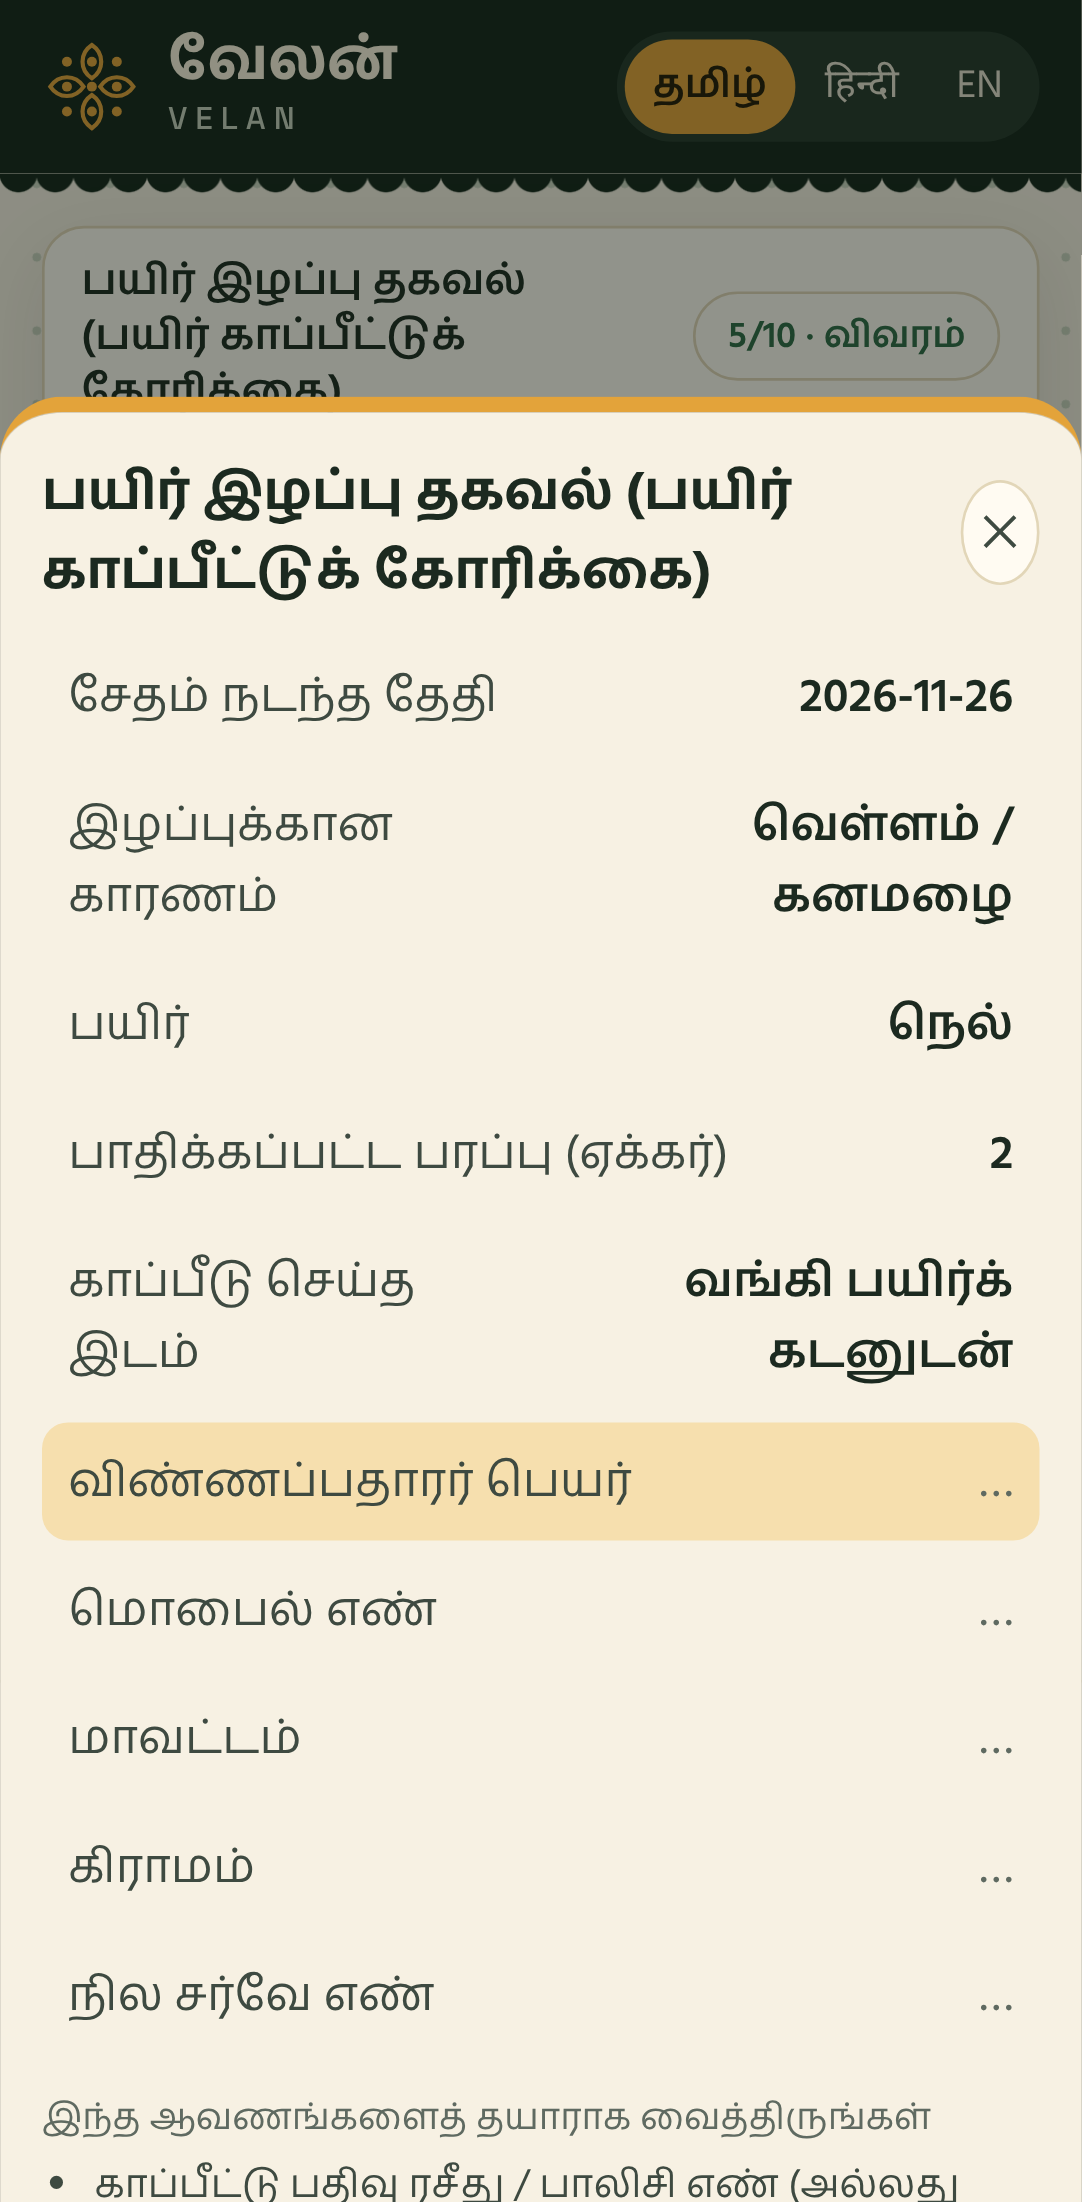 வேலன்
VELAN
தமிழ் हिन्दी EN
பயிர் இழப்பு தகவல்
(பயிர் காப்பீட்டுக்
கோரிக்கை)
5/10 · விவரம்
பயிர் இழப்பு தகவல் (பயிர்
காப்பீட்டுக் கோரிக்கை)
சேதம் நடந்த தேதி 2026-11-26
இழப்புக்கான காரணம் வெள்ளம் / கனமழை
பயிர் நெல்
பாதிக்கப்பட்ட பரப்பு (ஏக்கர்) 2
காப்பீடு செய்த இடம் வங்கி பயிர்க் கடனுடன்
விண்ணப்பதாரர் பெயர் ...
மொபைல் எண் ...
மாவட்டம் ...
கிராமம் ...
நில சர்வே எண் ...
இந்த ஆவணங்களைத் தயாராக வைத்திருங்கள்
• காப்பீட்டு பதிவு ரசீது / பாலிசி எண் (அல்லது